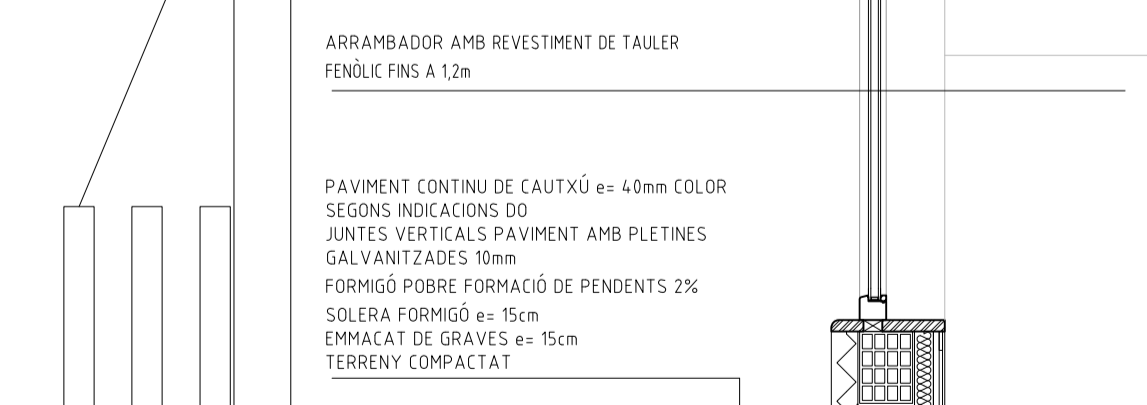 ARRAMBADOR AMB REVESTIMENT DE TAULER
FENÒLIC FINS A 1,2m
PAVIMENT CONTINU DE CAUTXÚ e= 40mm COLOR
SEGONS INDICACIONS DO
JUNTES VERTICALS PAVIMENT AMB PLETINES
GALVANITZADES 10mm
FORMIGÓ POBRE FORMACIÓ DE PENDENTS 2%
SOLERA FORMIGÓ e= 15cm
EMMACAT DE GRAVES e= 15cm
TERRENY COMPACTAT